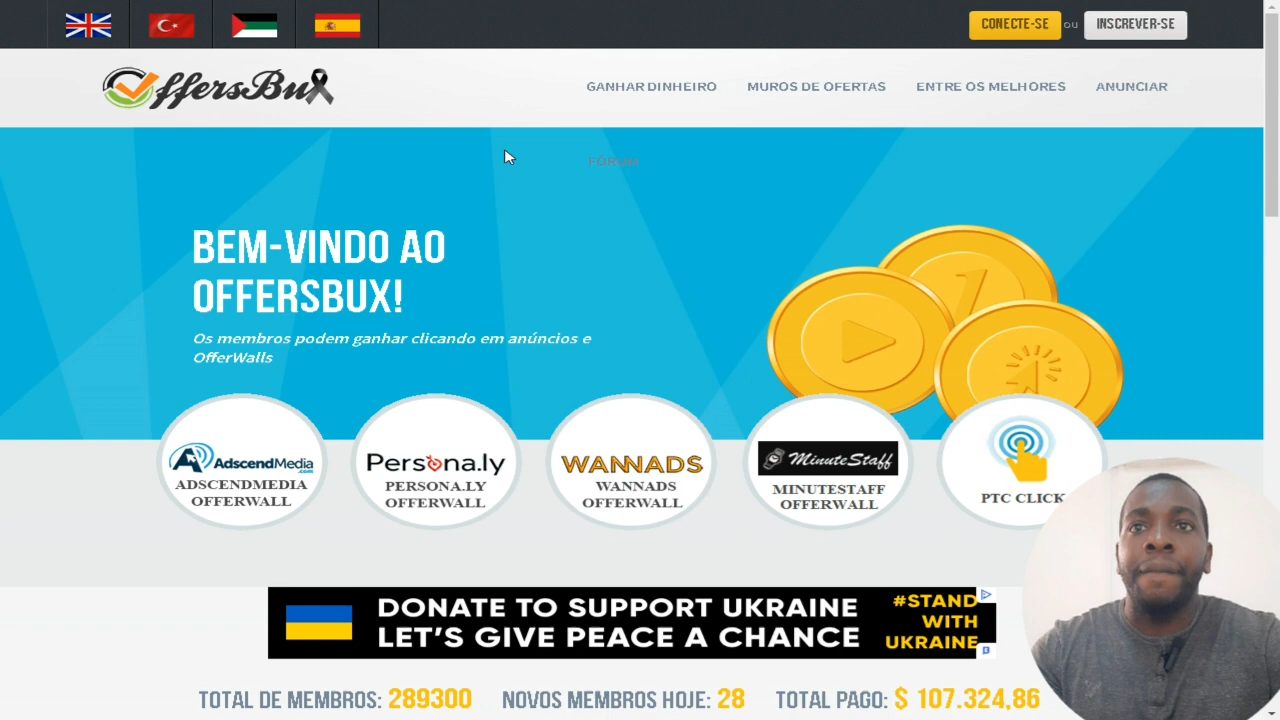 CONECTE-SE OU INSCREVER-SE
OffersBux
GANHAR DINHEIRO MUROS DE OFERTAS ENTRE OS MELHORES ANUNCIAR
FÓRUM
BEM-VINDO AO
OFFERSBUX!
Os membros podem ganhar clicando em anúncios e
OfferWalls
AdscendMedia.com
ADSCENDMEDIA
OFFERWALL
Persona.ly
PERSONA.LY
OFFERWALL
WANNADS
WANNADS
OFFERWALL
MinuteStaff
MINUTESTAFF
OFFERWALL
PTC CLICK
DONATE TO SUPPORT UKRAINE
LET'S GIVE PEACE A CHANCE
#STAND
WITH
UKRAINE
TOTAL DE MEMBROS: 289300 NOVOS MEMBROS HOJE: 28 TOTAL PAGO: $ 107.324,86